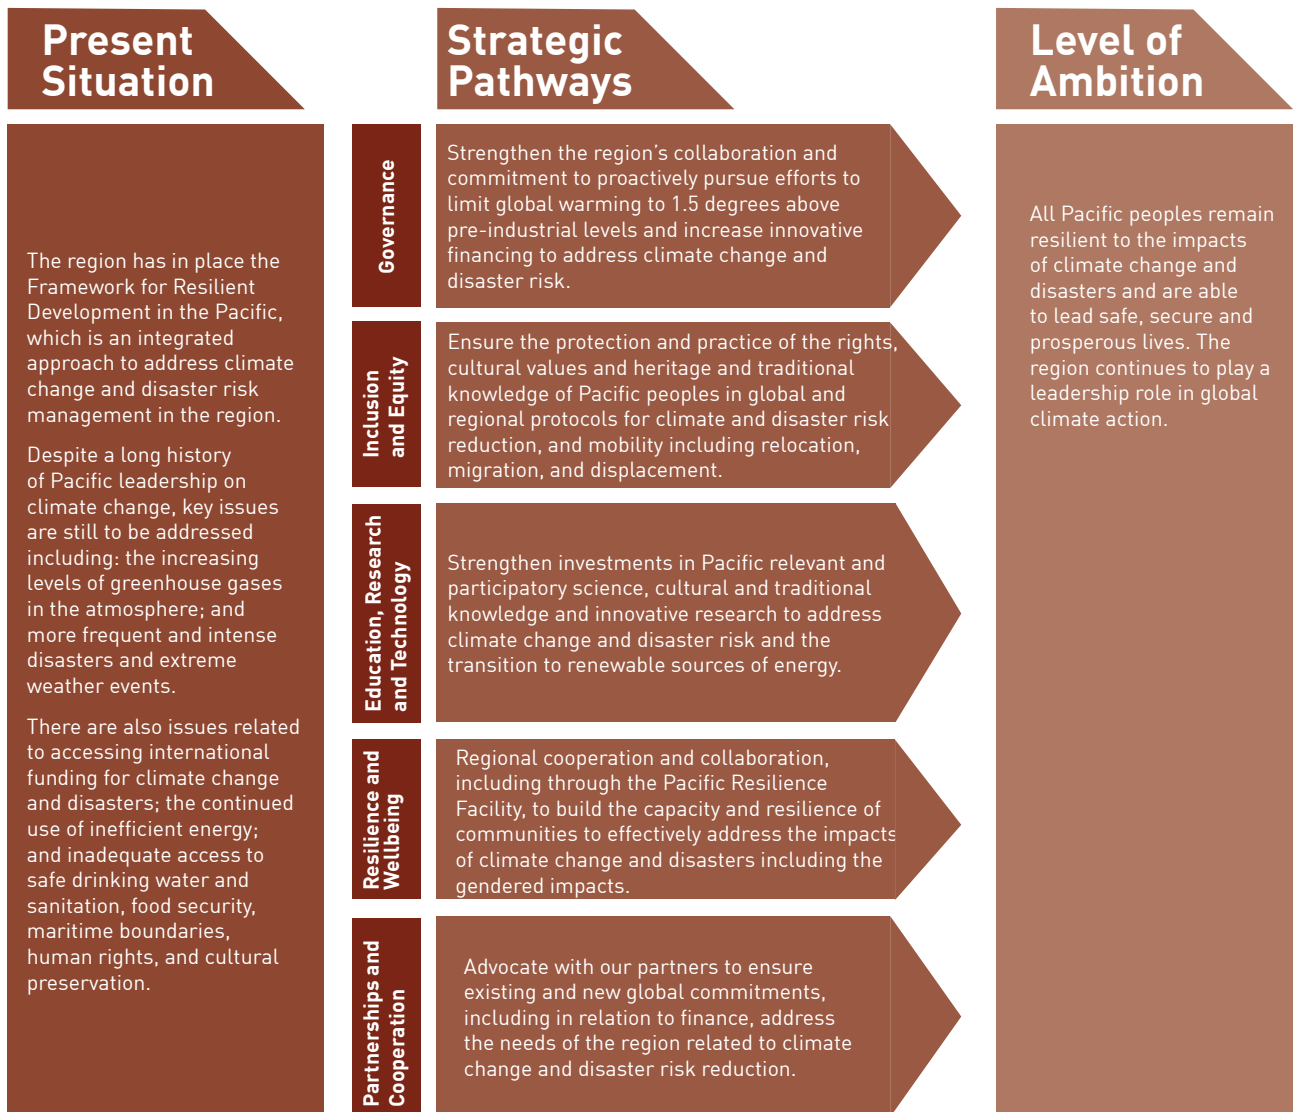 Present
Situation
The region has in place the
Framework for Resilient
Development in the Pacific,
which is an integrated
approach to address climate
change and disaster risk
management in the region.
Despite a long history
of Pacific leadership on
climate change, key issues
are still to be addressed
including: the increasing
levels of greenhouse gases
in the atmosphere; and
more frequent and intense
disasters and extreme
weather events.
There are also issues related
to accessing international
funding for climate change
and disasters; the continued
use of inefficient energy;
and inadequate access to
safe drinking water and
sanitation, food security,
maritime boundaries,
human rights, and cultural
preservation.
Strategic
Pathways
Governance
Strengthen the region's collaboration and
commitment to proactively pursue efforts to
limit global warming to 1.5 degrees above
pre-industrial levels and increase innovative
financing to address climate change and
disaster risk.
Inclusion
and Equity
Ensure the protection and practice of the rights,
cultural values and heritage and traditional
knowledge of Pacific peoples in global and
regional protocols for climate and disaster risk
reduction, and mobility including relocation,
migration, and displacement.
Education, Research
and Technology
Strengthen investments in Pacific relevant and
participatory science, cultural and traditional
knowledge and innovative research to address
climate change and disaster risk and the
transition to renewable sources of energy.
Resilience and
Wellbeing
Regional cooperation and collaboration,
including through the Pacific Resilience
Facility, to build the capacity and resilience of
communities to effectively address the impacts
of climate change and disasters including the
gendered impacts.
Partnerships and
Cooperation
Advocate with our partners to ensure
existing and new global commitments,
including in relation to finance, address
the needs of the region related to climate
change and disaster risk reduction.
Level of
Ambition
All Pacific peoples remain
resilient to the impacts
of climate change and
disasters and are able
to lead safe, secure and
prosperous lives. The
region continues to play a
leadership role in global
climate action.